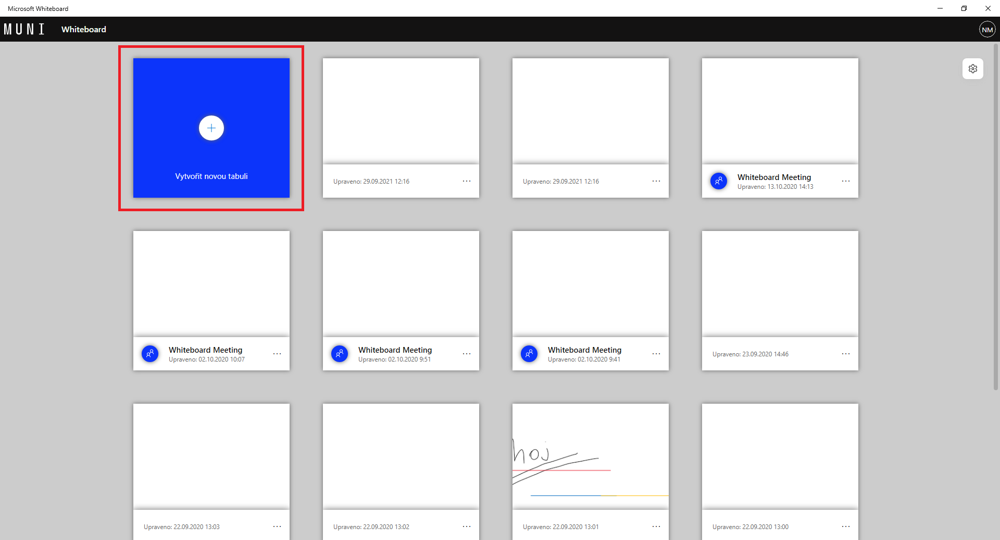 Microsoft Whiteboard
MUNI Whiteboard NM
Vytvořit novou tabuli
Upraveno: 29.09.2021 12:16
Upraveno: 29.09.2021 12:16
Whiteboard Meeting
Upraveno: 13.10.2020 14:13
Whiteboard Meeting
Upraveno: 02.10.2020 10:07
Whiteboard Meeting
Upraveno: 02.10.2020 9:51
Whiteboard Meeting
Upraveno: 02.10.2020 9:41
Upraveno: 23.09.2020 14:46
hoj
Upraveno: 22.09.2020 13:03
Upraveno: 22.09.2020 13:02
Upraveno: 22.09.2020 13:01
Upraveno: 22.09.2020 13:00